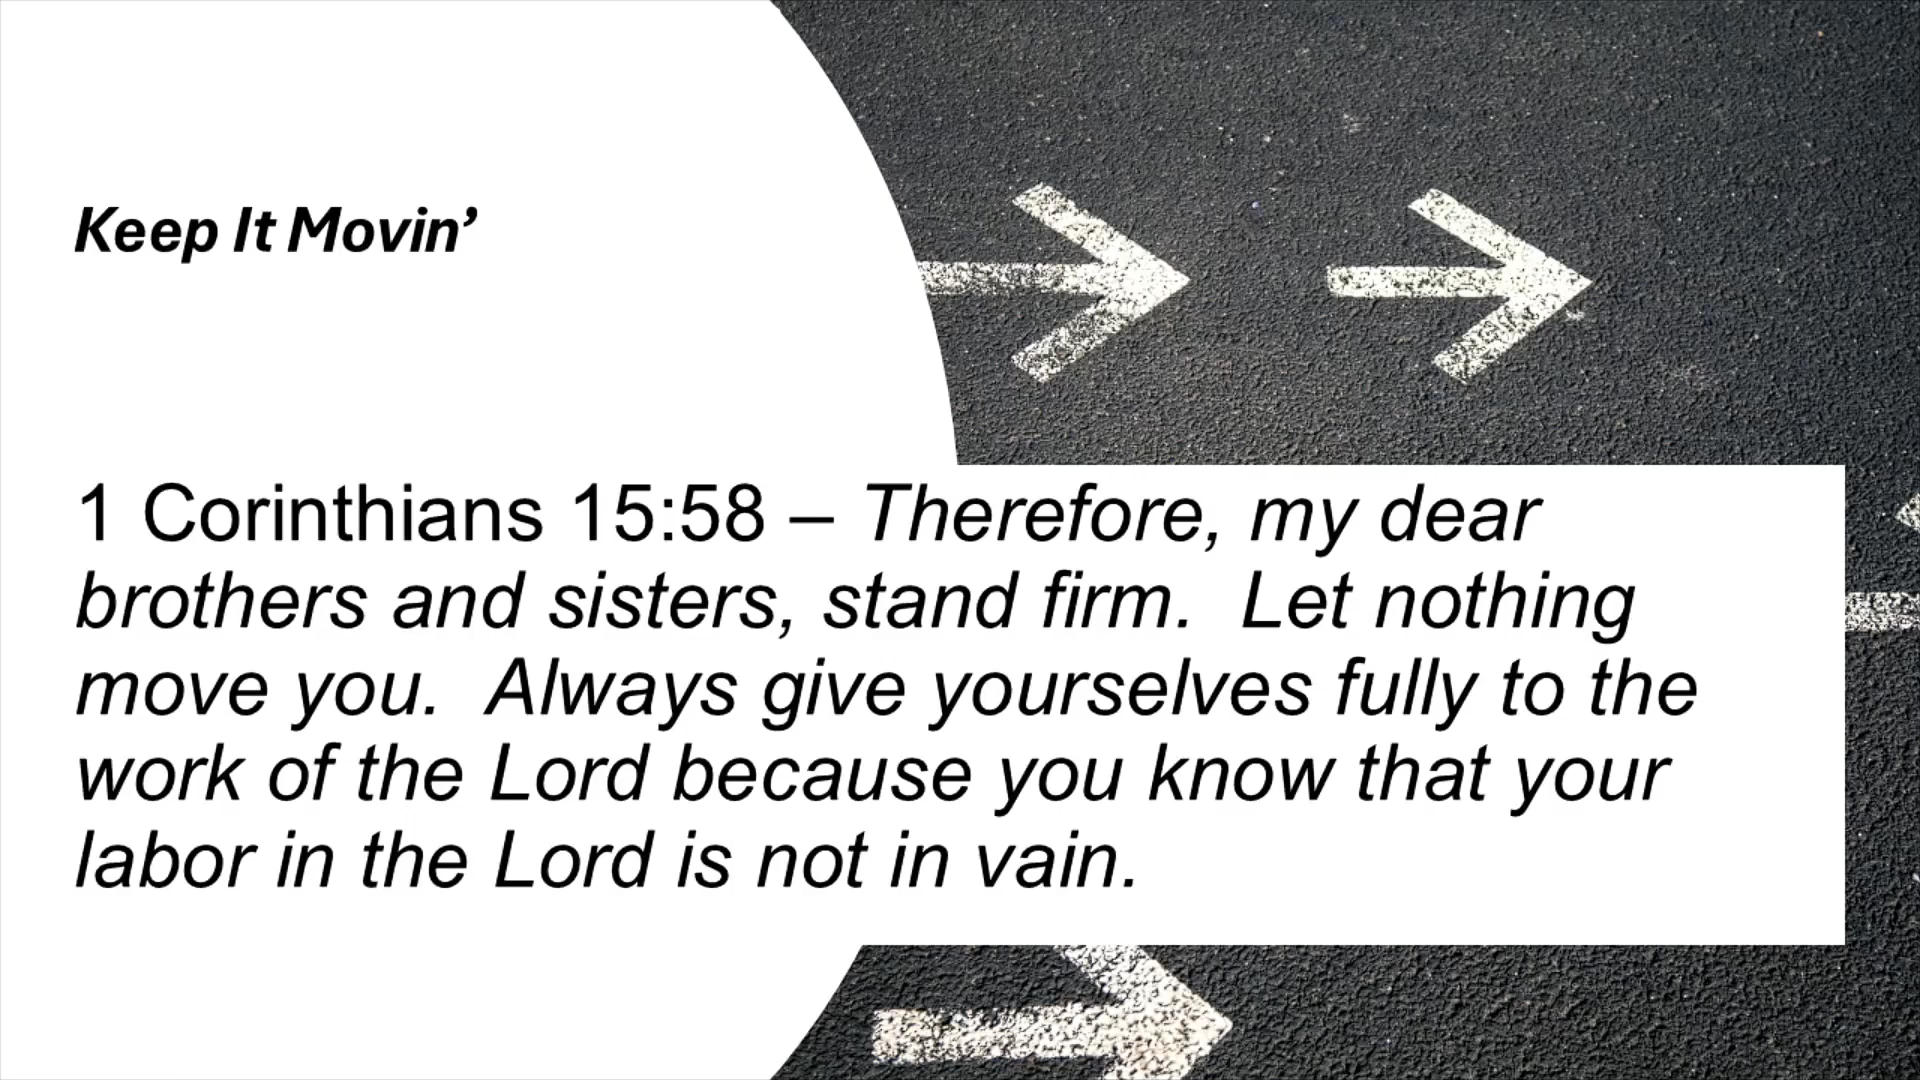 Keep It Movin’
1 Corinthians 15:58 – Therefore, my dear
brothers and sisters, stand firm.  Let nothing
move you.  Always give yourselves fully to the
work of the Lord because you know that your
labor in the Lord is not in vain.